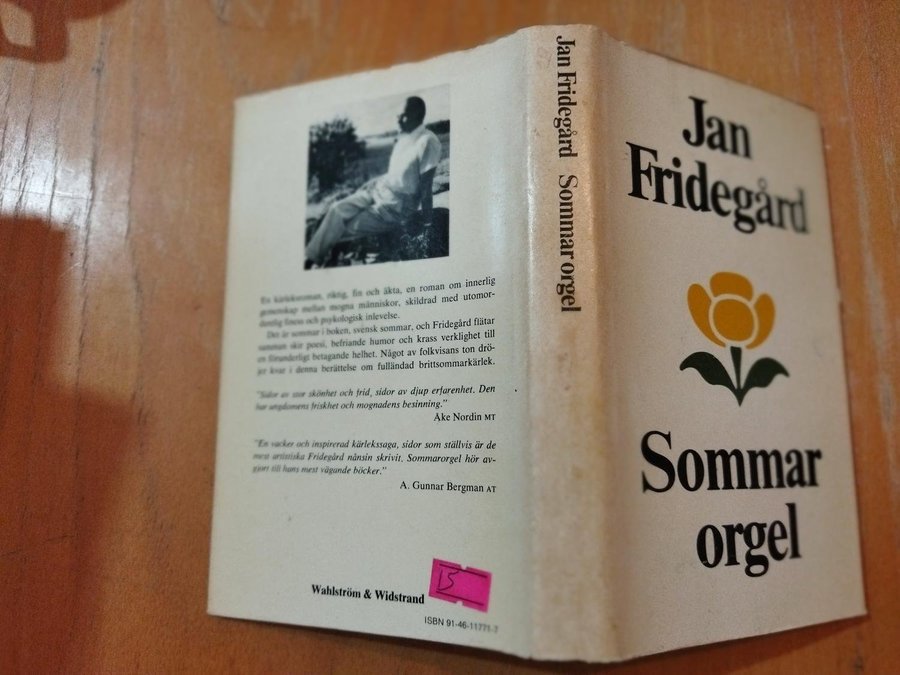 En kärleksroman, riktig, fin och äkta, en roman om innerlig
gemenskap mellan mogna människor, skildrad med utomor-
dentlig finess och psykologisk inlevelse.
Det är sommar i boken, svensk sommar, och Fridegård flätar
samman skir poesi, befriande humor och krass verklighet till
en förunderligt betagande helhet. Något av folkvisans ton drö-
jer kvar i denna berättelse om fulländad brittsommarkärlek.
"Sidor av stor skönhet och frid, sidor av djup erfarenhet. Den
har ungdomens friskhet och mognadens besinning."
Åke Nordin MT
"En vacker och inspirerad kärlekssaga, sidor som ställvis är de
mest artistiska Fridegård nånsin skrivit. Sommarorgel hör av-
gjort till hans mest vägande böcker."
A. Gunnar Bergman AT
Wahlström & Widstrand
15
ISBN 91-46-11771-7
Jan Fridegård Sommarorgel
Jan
Fridegård
Sommar
orgel